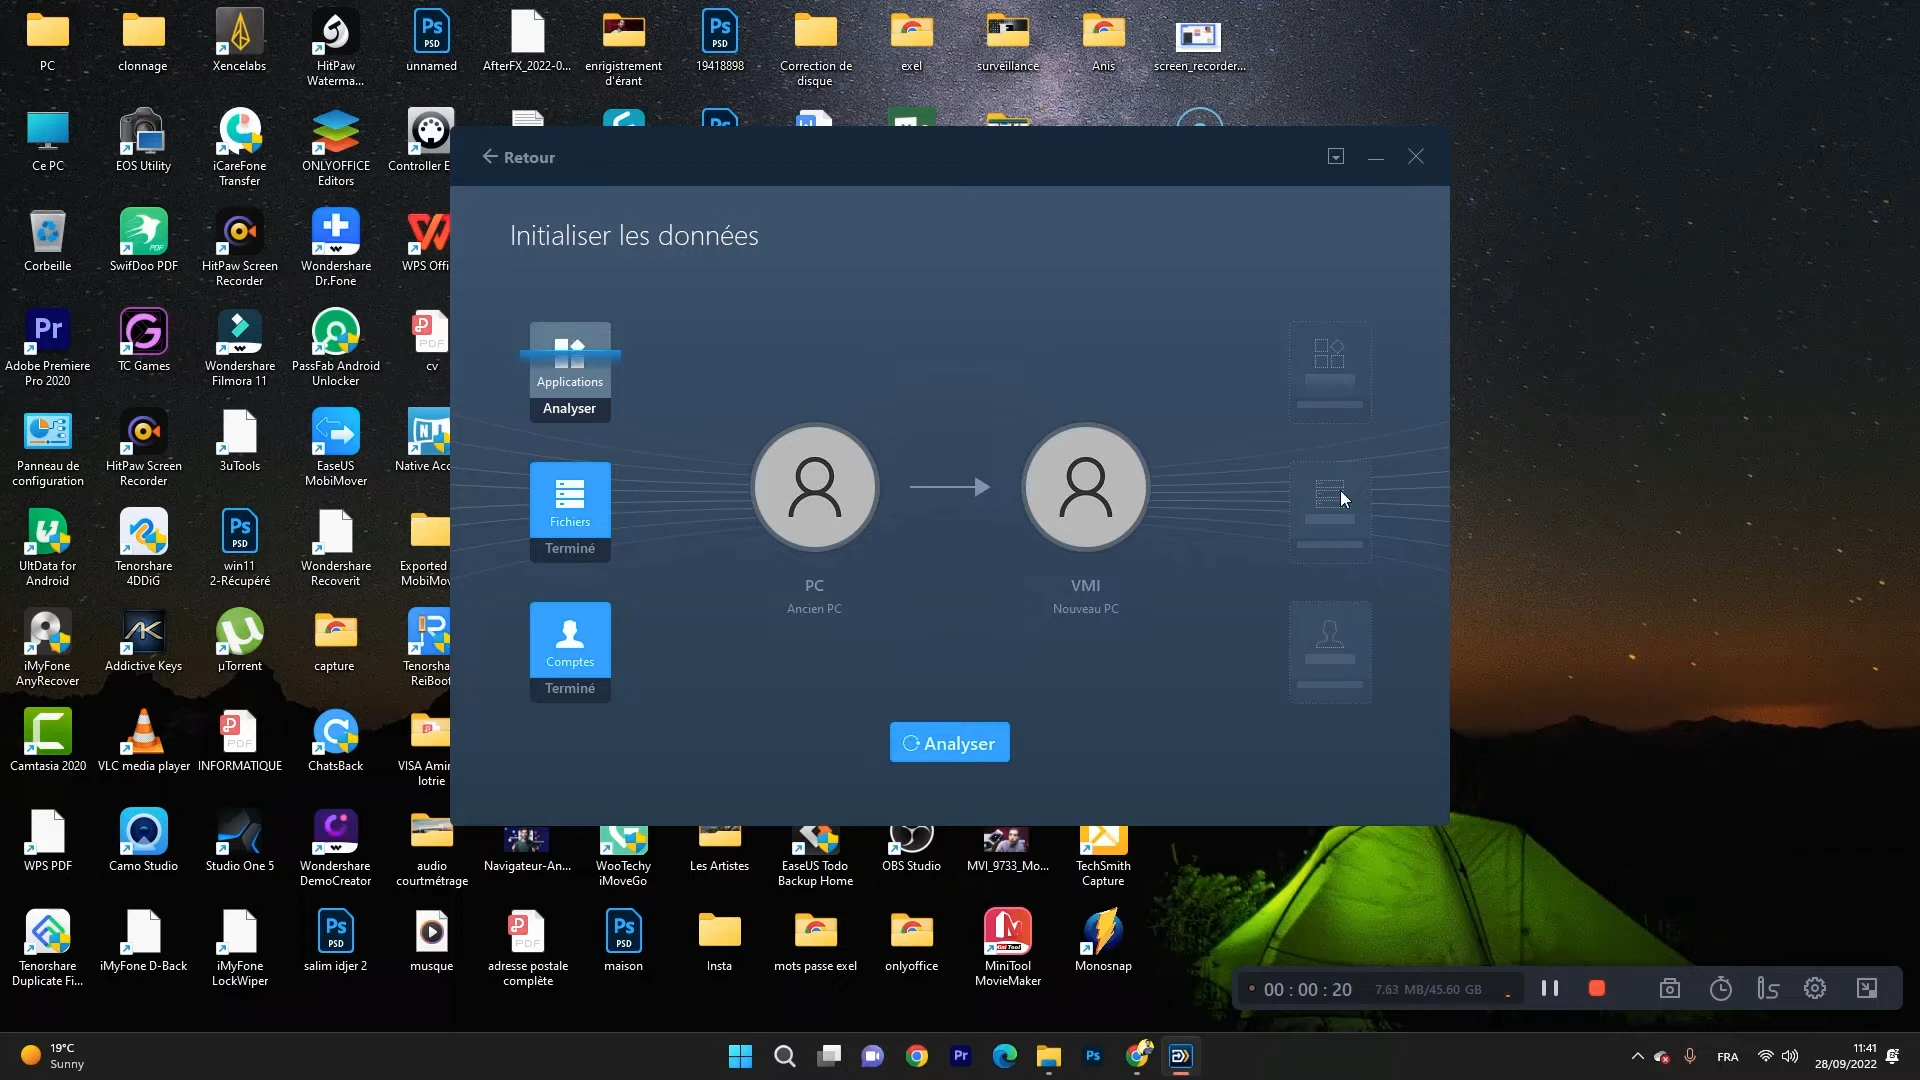 PC
clonnage
Xencelabs
HitPaw
Waterma...
unnamed
AfterFX_2022-0...
enrigistrement
d'érant
19418898
Correction de
disque
exel
surveillance
Anis
screen_recorder...
Ce PC
EOS Utility
iCareFone
Transfer
ONLYOFFICE
Editors
Controller E
Corbeille
SwifDoo PDF
HitPaw Screen
Recorder
Wondershare
Dr.Fone
WPS Offi
Adobe Premiere
Pro 2020
TC Games
Wondershare
Filmora 11
PassFab Android
Unlocker
cv
Panneau de
configuration
HitPaw Screen
Recorder
3uTools
EaseUS
MobiMover
Native Acc
UltData for
Android
Tenorshare
4DDiG
win11
2-Récupéré
Wondershare
Recoverit
Exported
MobiMov
iMyFone
AnyRecover
Addictive Keys
µTorrent
capture
Tenorsha
ReiBoot
Camtasia 2020
VLC media player
INFORMATIQUE
ChatsBack
VISA Amir
lotrie
WPS PDF
Camo Studio
Studio One 5
Wondershare
DemoCreator
audio
courtmétrage
Navigateur-An...
WooTechy
iMoveGo
Les Artistes
EaseUS Todo
Backup Home
OBS Studio
MVI_9733_Mo...
TechSmith
Capture
Tenorshare
Duplicate Fi...
iMyFone D-Back
iMyFone
LockWiper
salim idjer 2
musque
adresse postale
complète
maison
Insta
mots passe exel
onlyoffice
MiniTool
MovieMaker
Monosnap
Retour
Initialiser les données
Applications
Analyser
Fichiers
Terminé
Comptes
Terminé
PC
Ancien PC
VMI
Nouveau PC
Analyser
00 : 00 : 20
7.63 MB/45.60 GB
19°C
Sunny
FRA
11:41
28/09/2022